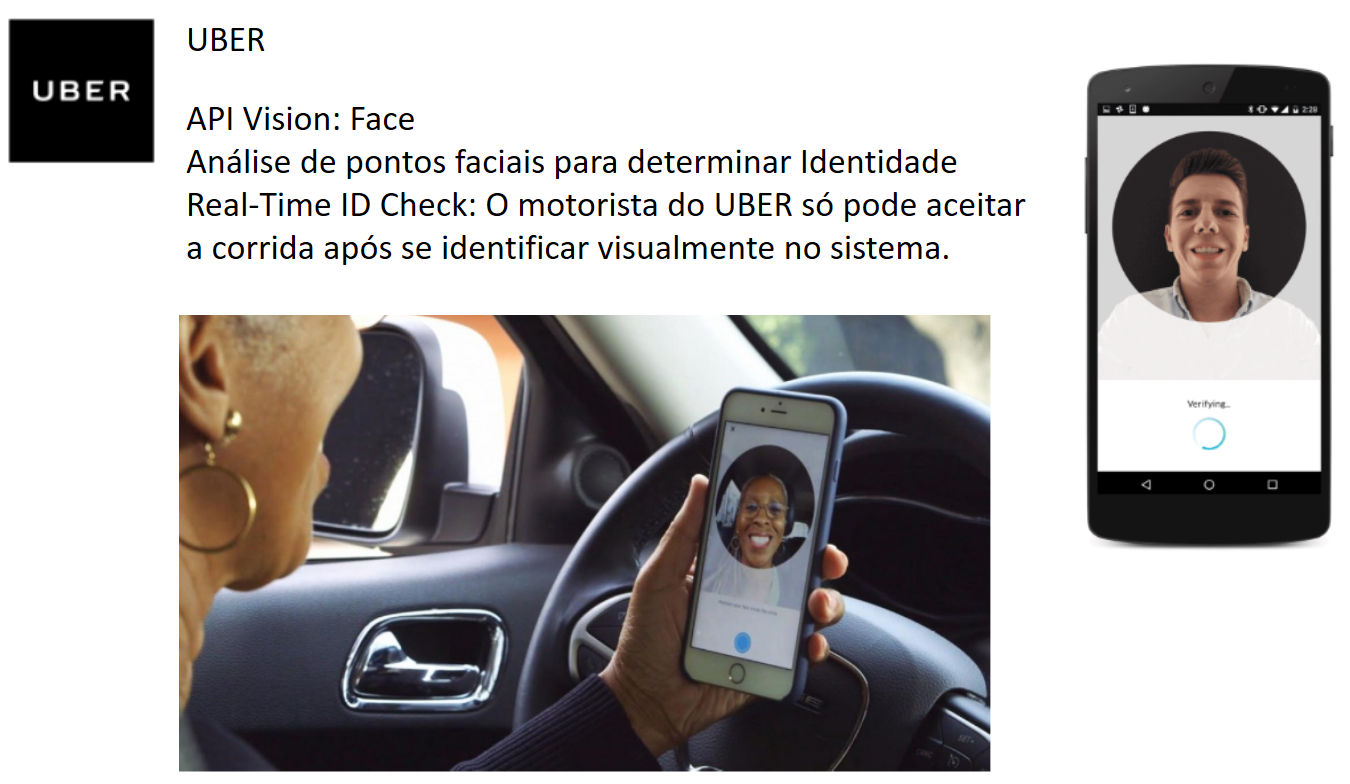 UBER
UBER
API Vision: Face
Análise de pontos faciais para determinar Identidade
Real-Time ID Check: O motorista do UBER só pode aceitar
a corrida após se identificar visualmente no sistema.
2:28
Verifying..